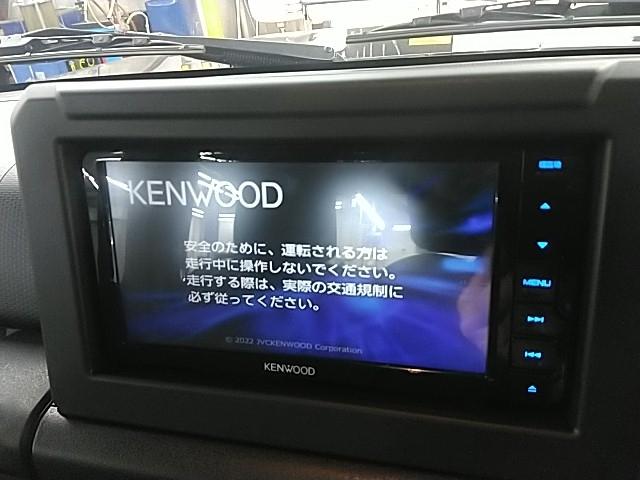 KENWOOD
安全のために、運転される方は
走行中に操作しないでください。
走行する際は、実際の交通規制に
必ず従ってください。
© 2022 JVCKENWOOD Corporation
KENWOOD
MENU